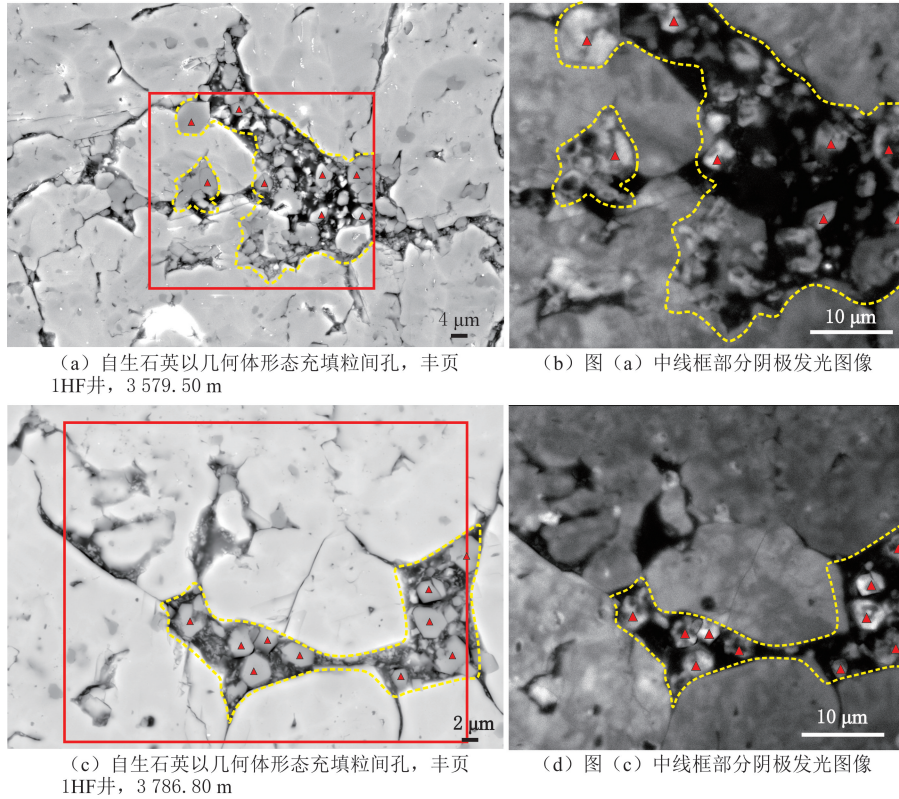 4 μm
10 μm
(a) 自生石英以几何体形态充填粒间孔，丰页
1HF井，3 579.50 m
(b) 图 (a) 中线框部分阴极发光图像
2 μm
10 μm
(c) 自生石英以几何体形态充填粒间孔，丰页
1HF井，3 786.80 m
(d) 图 (c) 中线框部分阴极发光图像